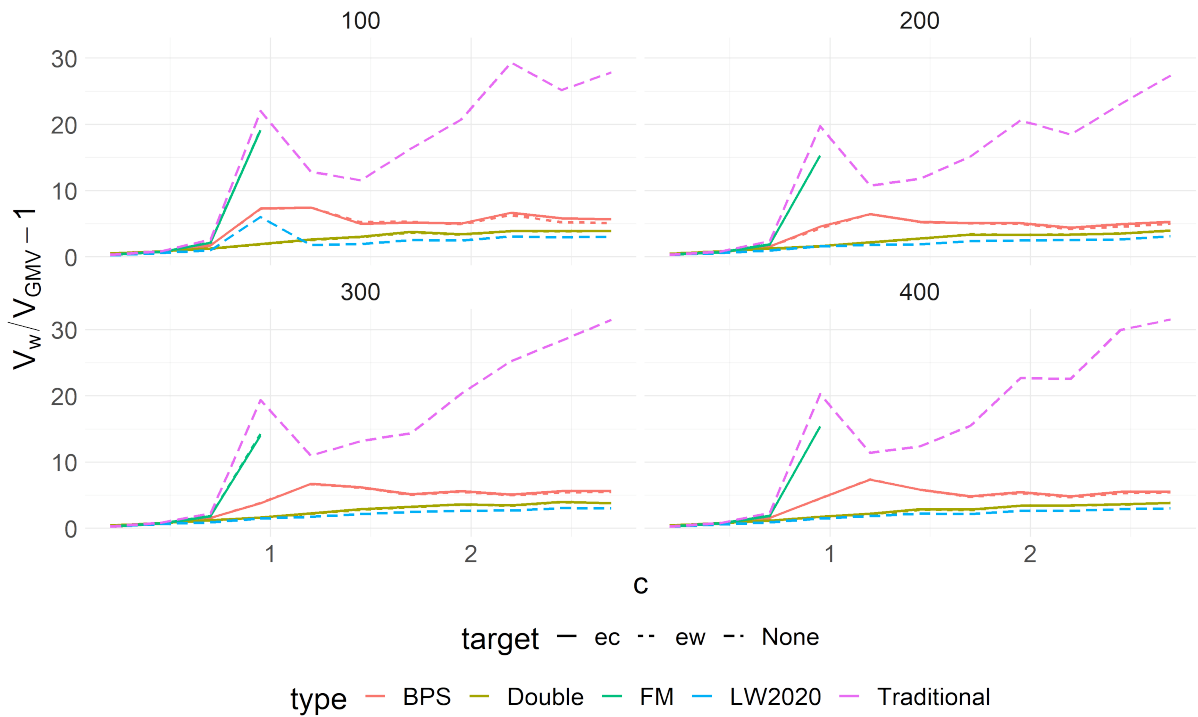 100 200
30
20
10
0
300 400
V_w/V_GMV − 1
30
20
10
0
1 2 1 2
c
target ec ew None
type BPS Double FM LW2020 Traditional